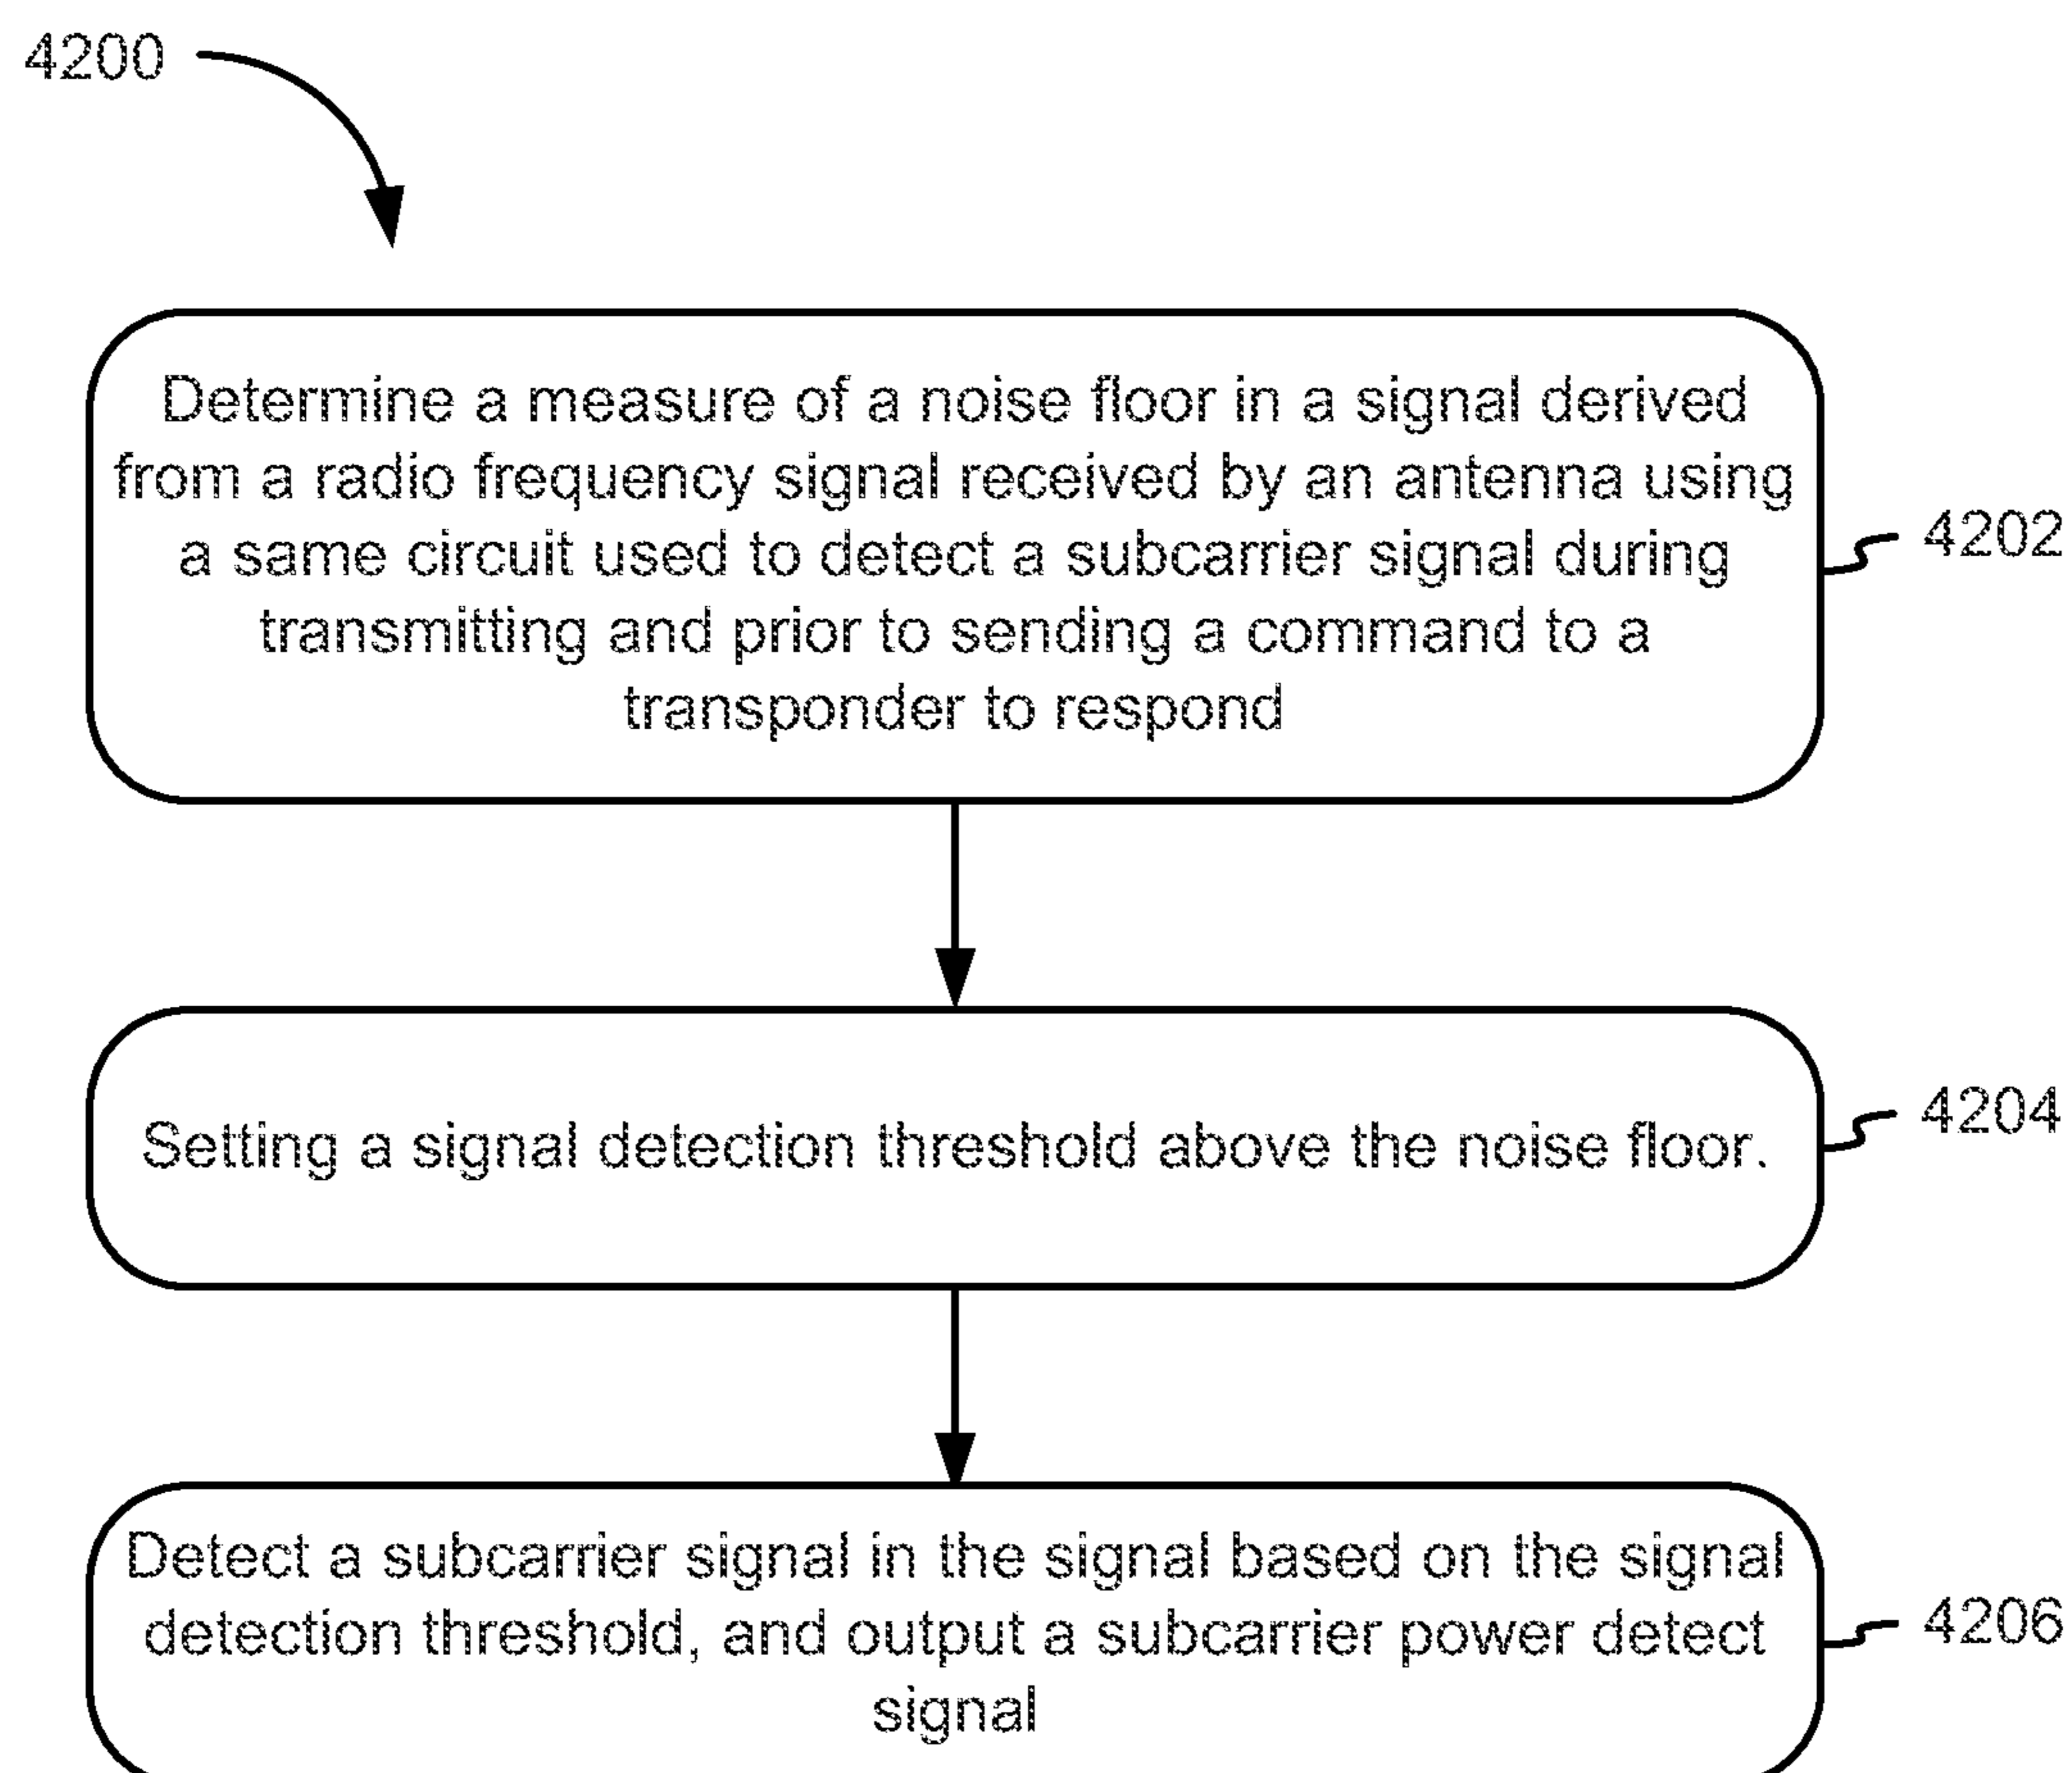 4200
Determine a measure of a noise floor in a signal derived
from a radio frequency signal received by an antenna using
a same circuit used to detect a subcarrier signal during
transmitting and prior to sending a command to a
transponder to respond
4202
Setting a signal detection threshold above the noise floor.
4204
Detect a subcarrier signal in the signal based on the signal
detection threshold, and output a subcarrier power detect
signal
4206